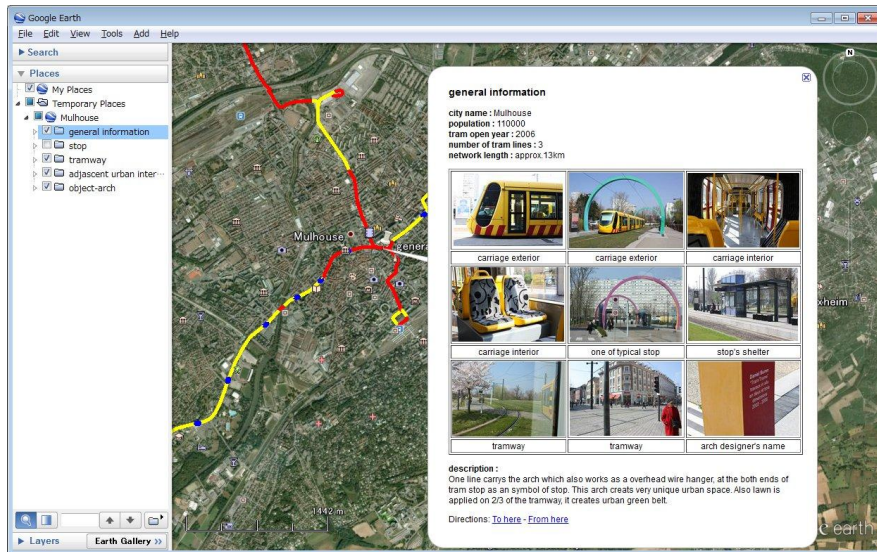 Google Earth
File Edit View Tools Add Help
Search
Places
My Places
Temporary Places
Mulhouse
general information
stop
tramway
adjascent urban inter…
object-arch
Layers
Earth Gallery >>
Mulhouse
genera
1442 m
N
xheim
earth
general information
city name : Mulhouse
population : 110000
tram open year : 2006
number of tram lines : 3
network length : approx.13km
carriage exterior
carriage exterior
carriage interior
carriage interior
one of typical stop
stop's shelter
tramway
tramway
arch designer's name
description :
One line carrys the arch which also works as a overhead wire hanger, at the both ends of
tram stop as an symbol of stop. This arch creats very unique urban space. Also lawn is
applied on 2/3 of the tramway, it creates urban green belt.
Directions: To here - From here